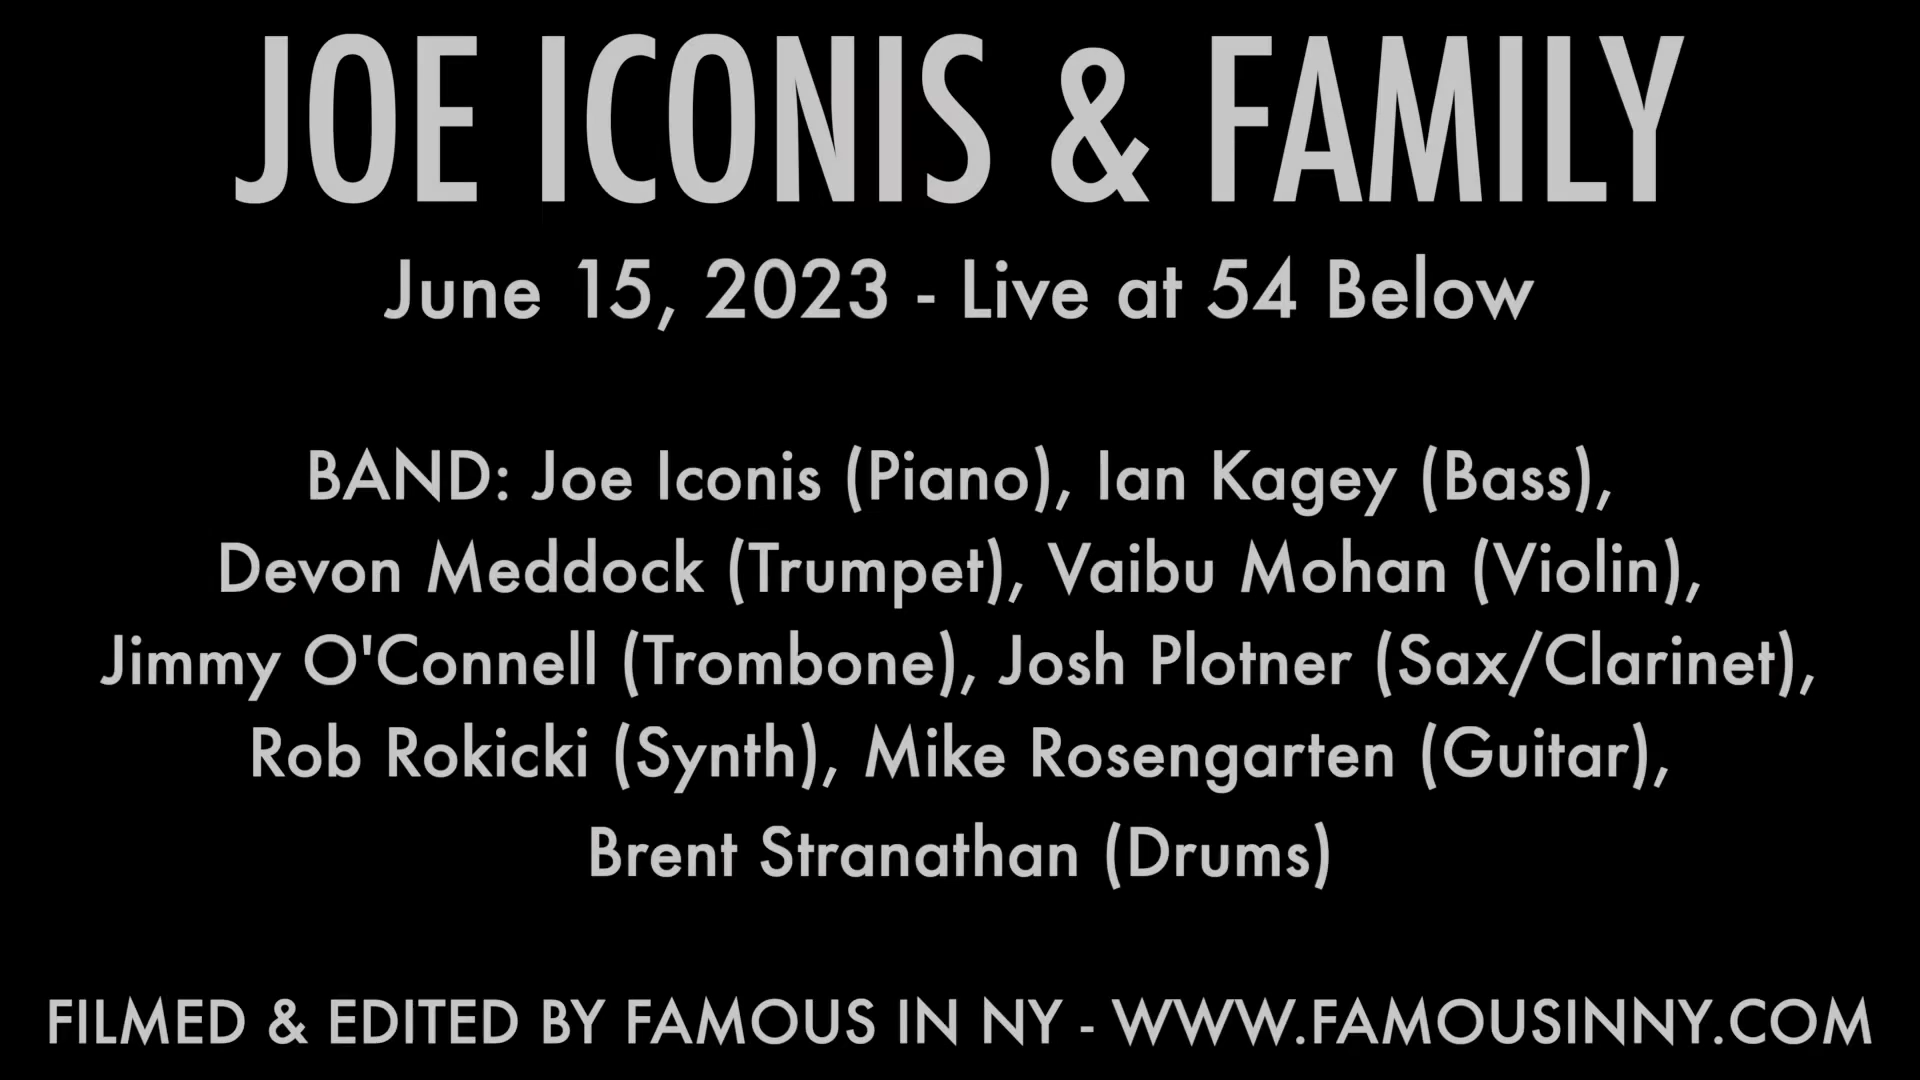 JOE ICONIS & FAMILY
June 15, 2023 - Live at 54 Below
BAND: Joe Iconis (Piano), Ian Kagey (Bass),
Devon Meddock (Trumpet), Vaibu Mohan (Violin),
Jimmy O'Connell (Trombone), Josh Plotner (Sax/Clarinet),
Rob Rokicki (Synth), Mike Rosengarten (Guitar),
Brent Stranathan (Drums)
FILMED & EDITED BY FAMOUS IN NY - WWW.FAMOUSINNY.COM